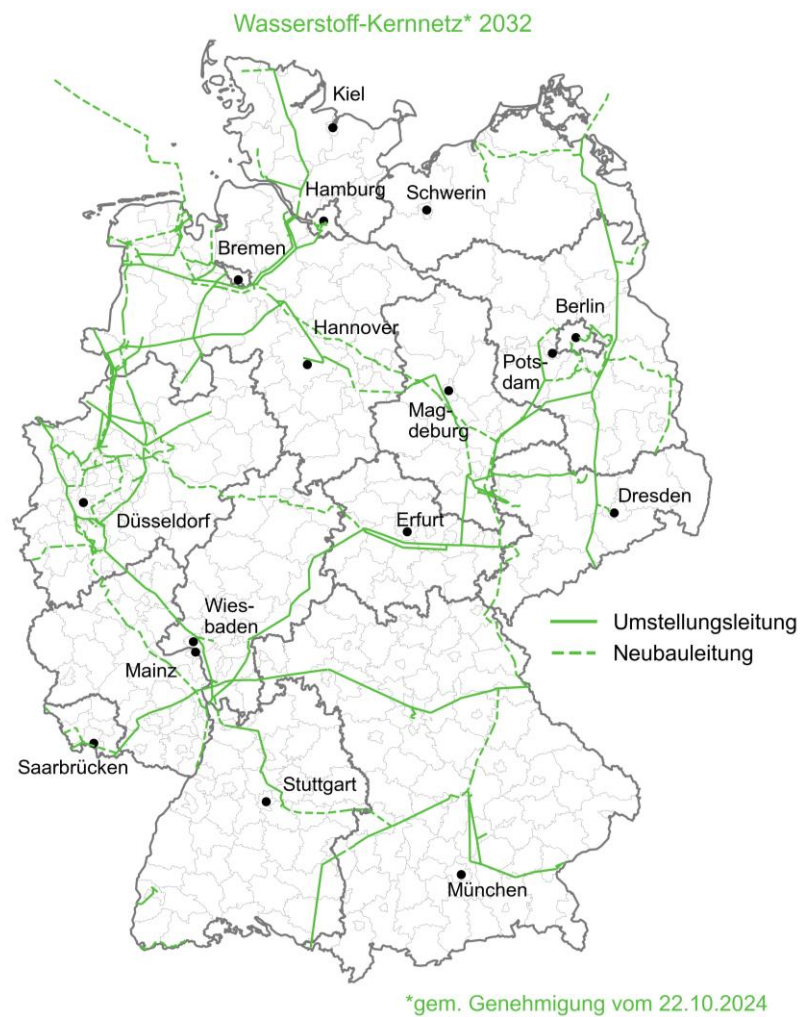 Wasserstoff-Kernnetz* 2032
Kiel
Hamburg
Schwerin
Bremen
Berlin
Hannover
Pots-
dam
Mag-
deburg
Dresden
Düsseldorf
Erfurt
Wies-
baden
Umstellungsleitung
Neubauleitung
Mainz
Saarbrücken
Stuttgart
München
*gem. Genehmigung vom 22.10.2024